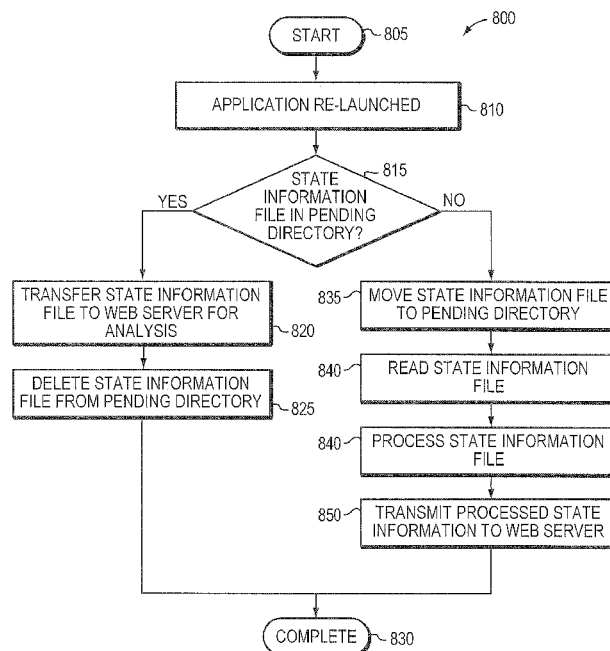 800
START
805
APPLICATION RE-LAUNCHED
810
815
STATE
INFORMATION
FILE IN PENDING
DIRECTORY?
YES
NO
TRANSFER STATE INFORMATION
FILE TO WEB SERVER FOR
ANALYSIS
820
DELETE STATE INFORMATION
FILE FROM PENDING DIRECTORY
825
835
MOVE STATE INFORMATION FILE
TO PENDING DIRECTORY
840
READ STATE INFORMATION
FILE
840
PROCESS STATE INFORMATION
FILE
850
TRANSMIT PROCESSED STATE
INFORMATION TO WEB SERVER
COMPLETE
830